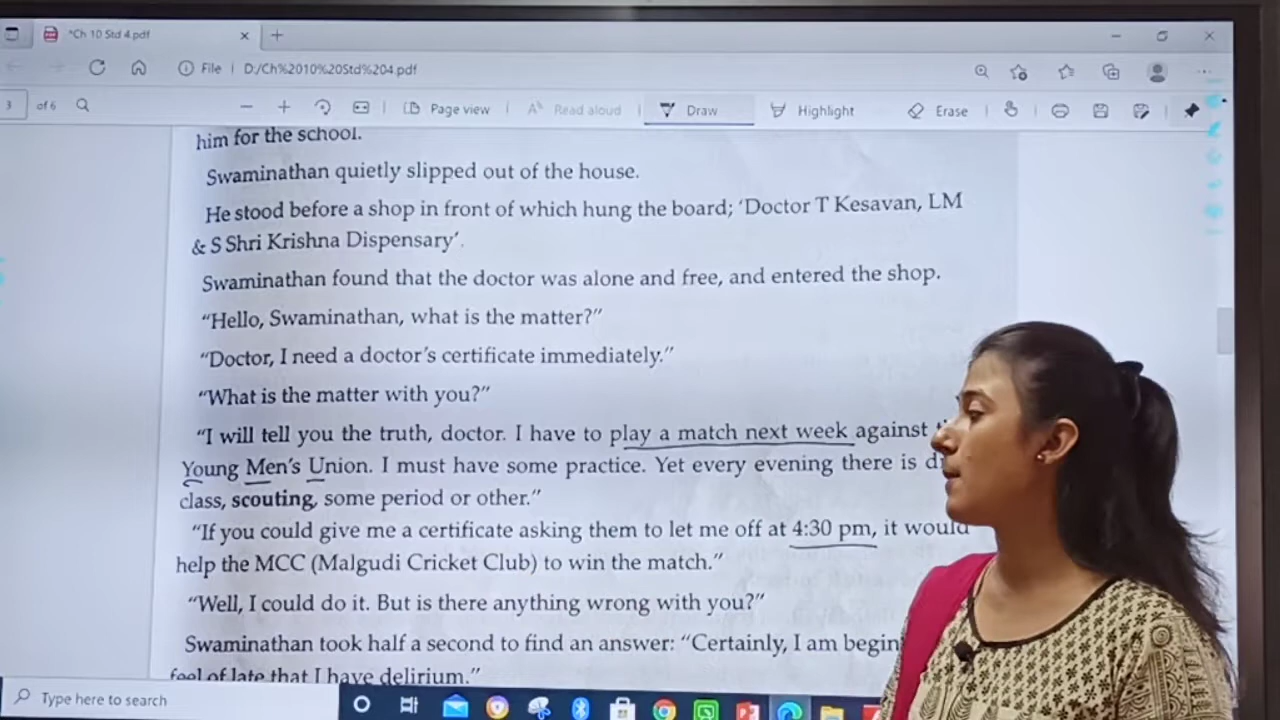 *Ch 10 Std 4.pdf
File | D:/Ch%2010%20Std%204.pdf
3 of 6 Page view Read aloud Draw Highlight Erase
him for the school.
Swaminathan quietly slipped out of the house.
He stood before a shop in front of which hung the board; ‘Doctor T Kesavan, LM
& S Shri Krishna Dispensary’.
Swaminathan found that the doctor was alone and free, and entered the shop.
“Hello, Swaminathan, what is the matter?”
“Doctor, I need a doctor’s certificate immediately.”
“What is the matter with you?”
“I will tell you the truth, doctor. I have to play a match next week against
Young Men’s Union. I must have some practice. Yet every evening there is
class, scouting, some period or other.”
“If you could give me a certificate asking them to let me off at 4:30 pm, it would
help the MCC (Malgudi Cricket Club) to win the match.”
“Well, I could do it. But is there anything wrong with you?”
Swaminathan took half a second to find an answer: “Certainly, I am begin
feel of late that I have delirium.”
Type here to search